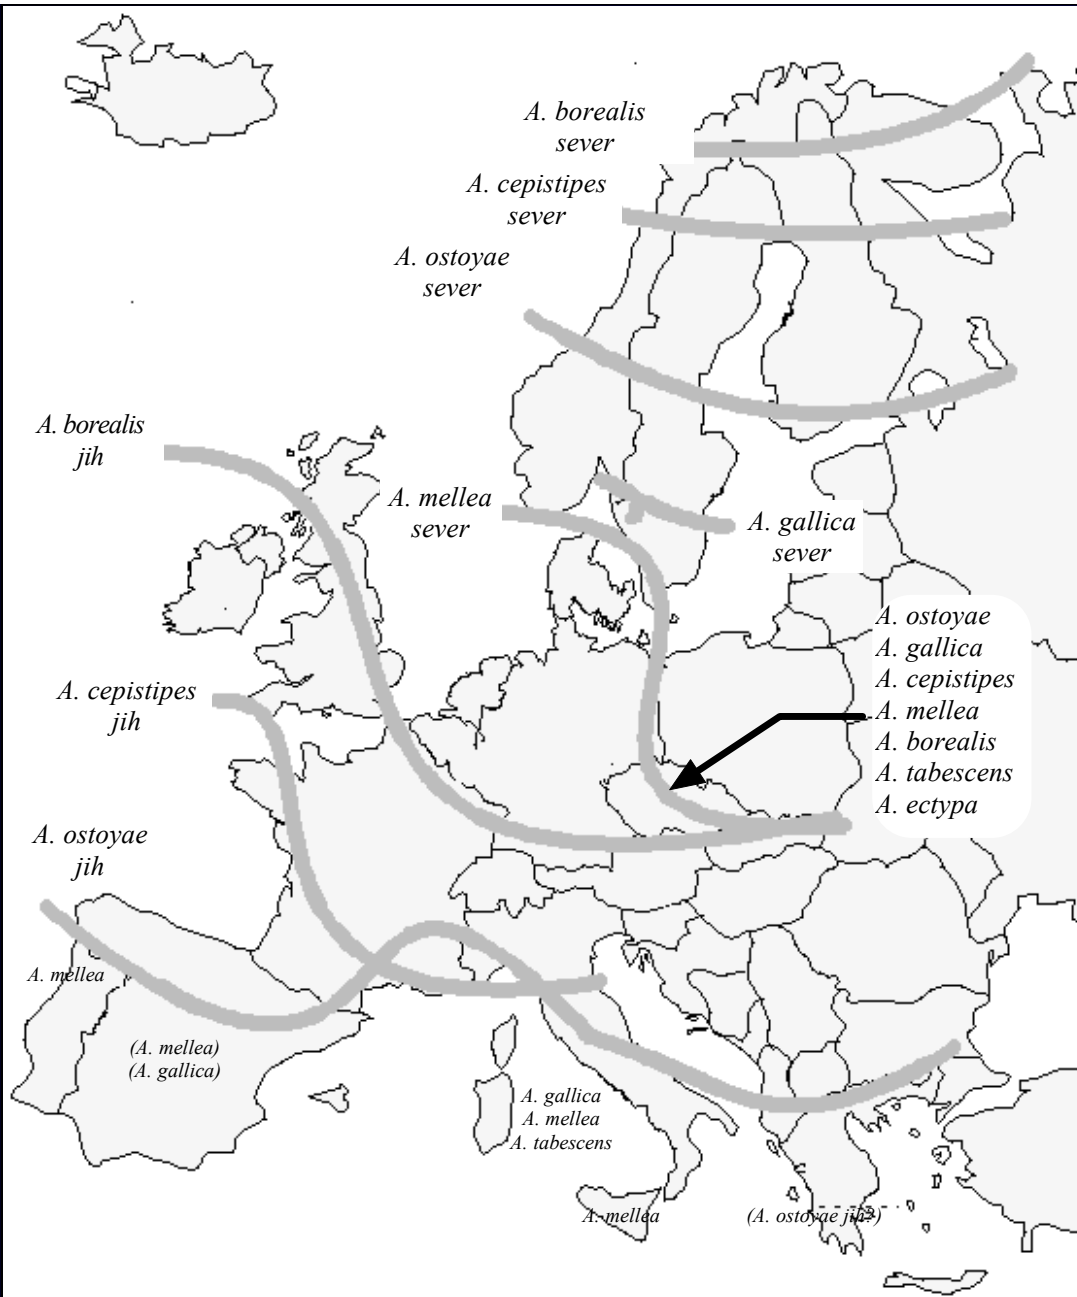 A. borealis
sever
A. cepistipes
sever
A. ostoyae
sever
A. borealis
jih
A. mellea
sever
A. gallica
sever
A. ostoyae
A. gallica
A. cepistipes
A. mellea
A. borealis
A. tabescens
A. ectypa
A. cepistipes
jih
A. ostoyae
jih
A. mellea
(A. mellea)
(A. gallica)
A. gallica
A. mellea
A. tabescens
A. mellea
(A. ostoyae jih?)